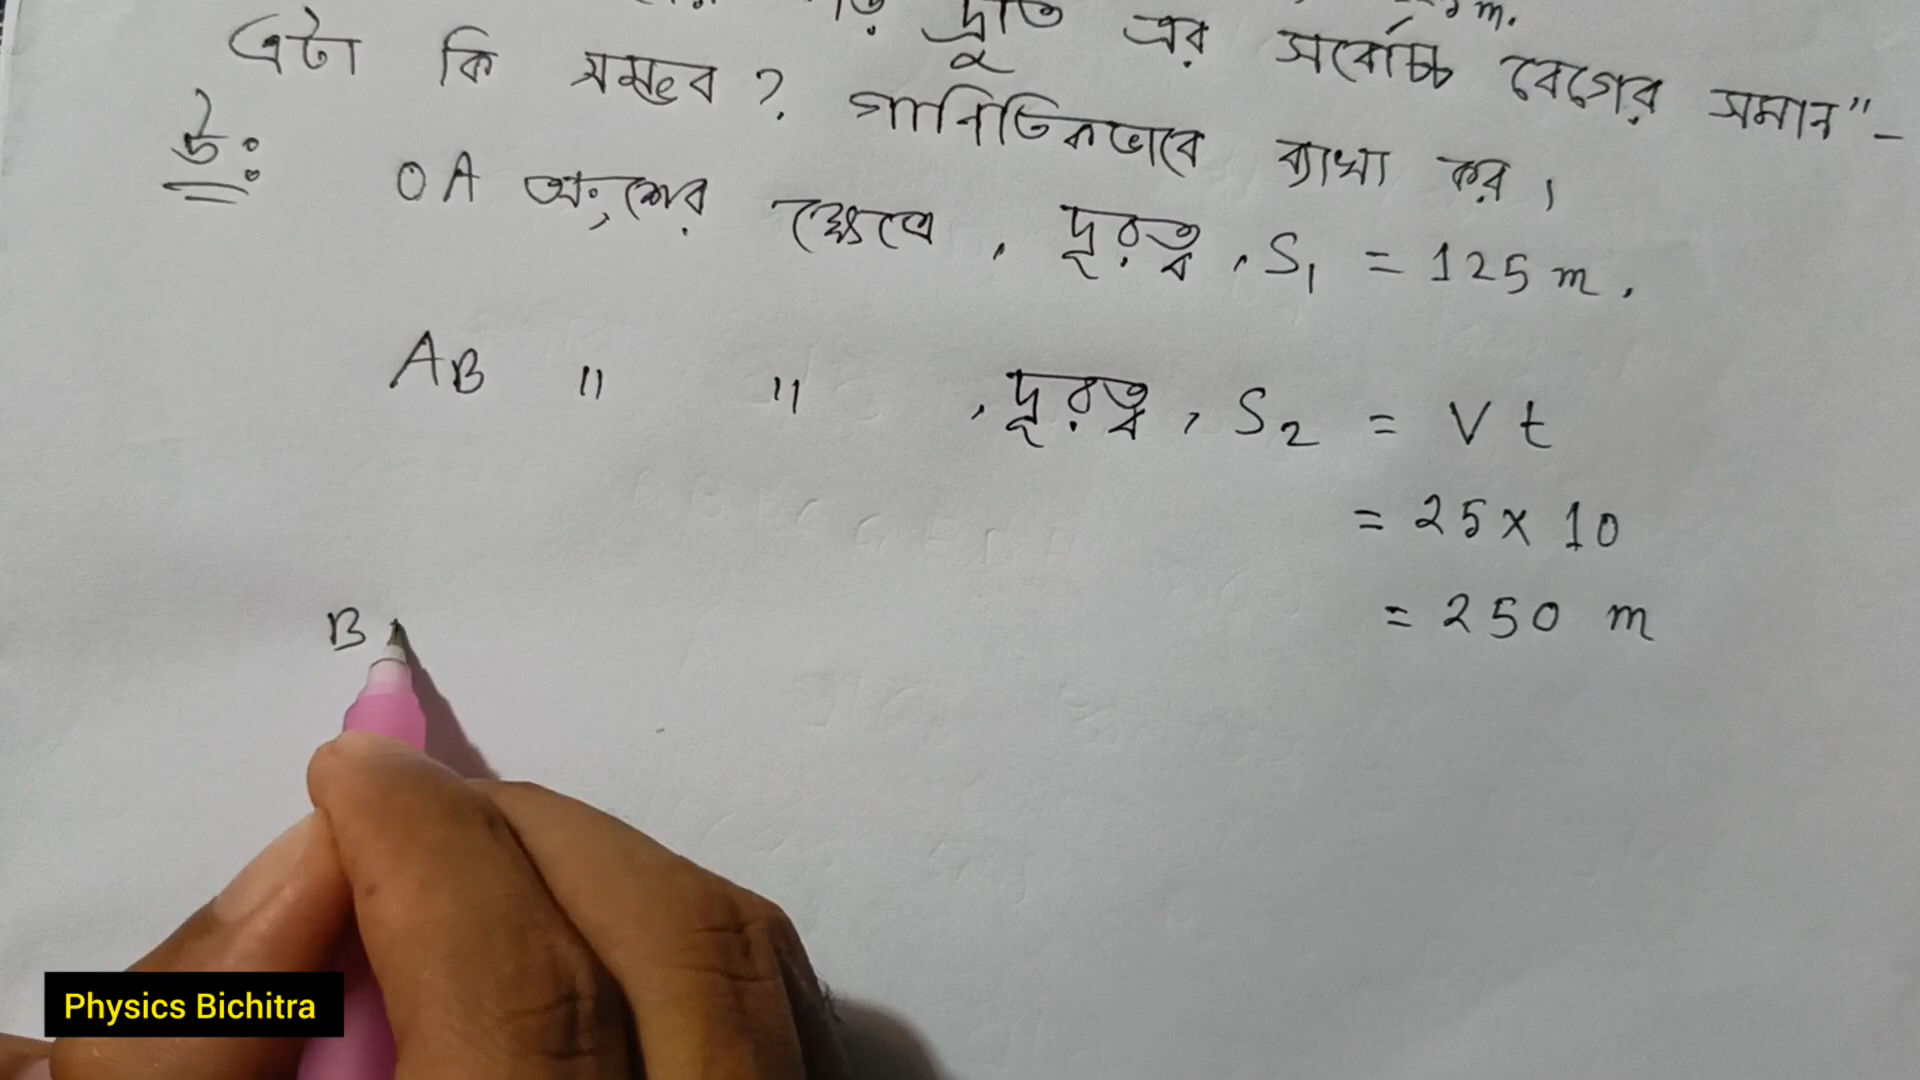 m.
দ্রুতি এর সর্বোচ্চ বেগের সমান"-
এটা কি সম্ভব? গানিতিকভাবে ব্যাখা কর,
উঃ OA অংশের ক্ষেত্রে, দূরত্ব, S₁ = 125 m.
AB " " , দূরত্ব, S₂ = Vt
= 25 × 10
= 250 m
B
Physics Bichitra